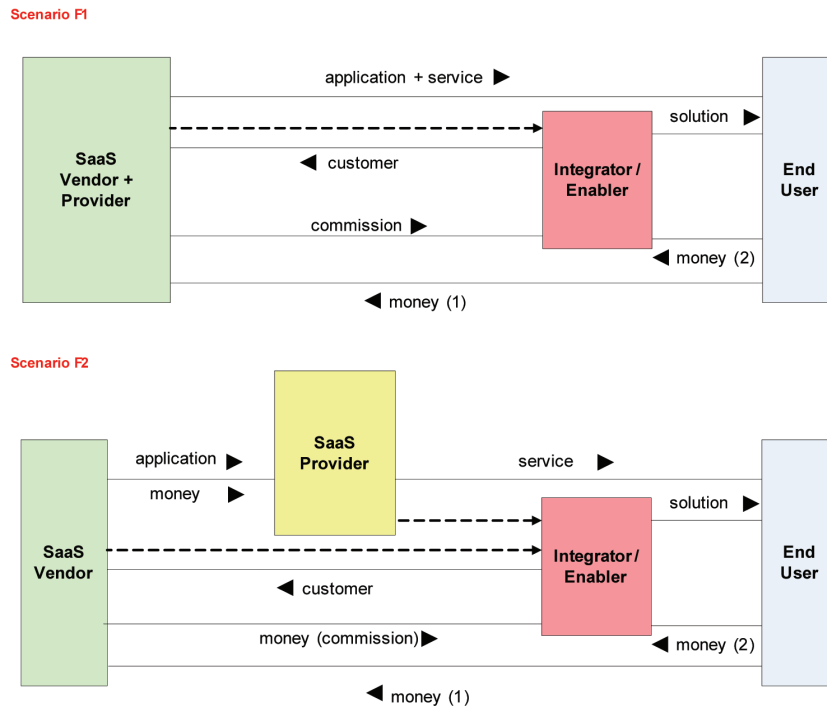 Scenario F1
application + service
solution
SaaS
Vendor +
Provider
customer
Integrator /
Enabler
End
User
commission
money (2)
money (1)
Scenario F2
SaaS
Provider
application
money
service
solution
SaaS
Vendor
Integrator /
Enabler
End
User
customer
money (commission)
money (2)
money (1)